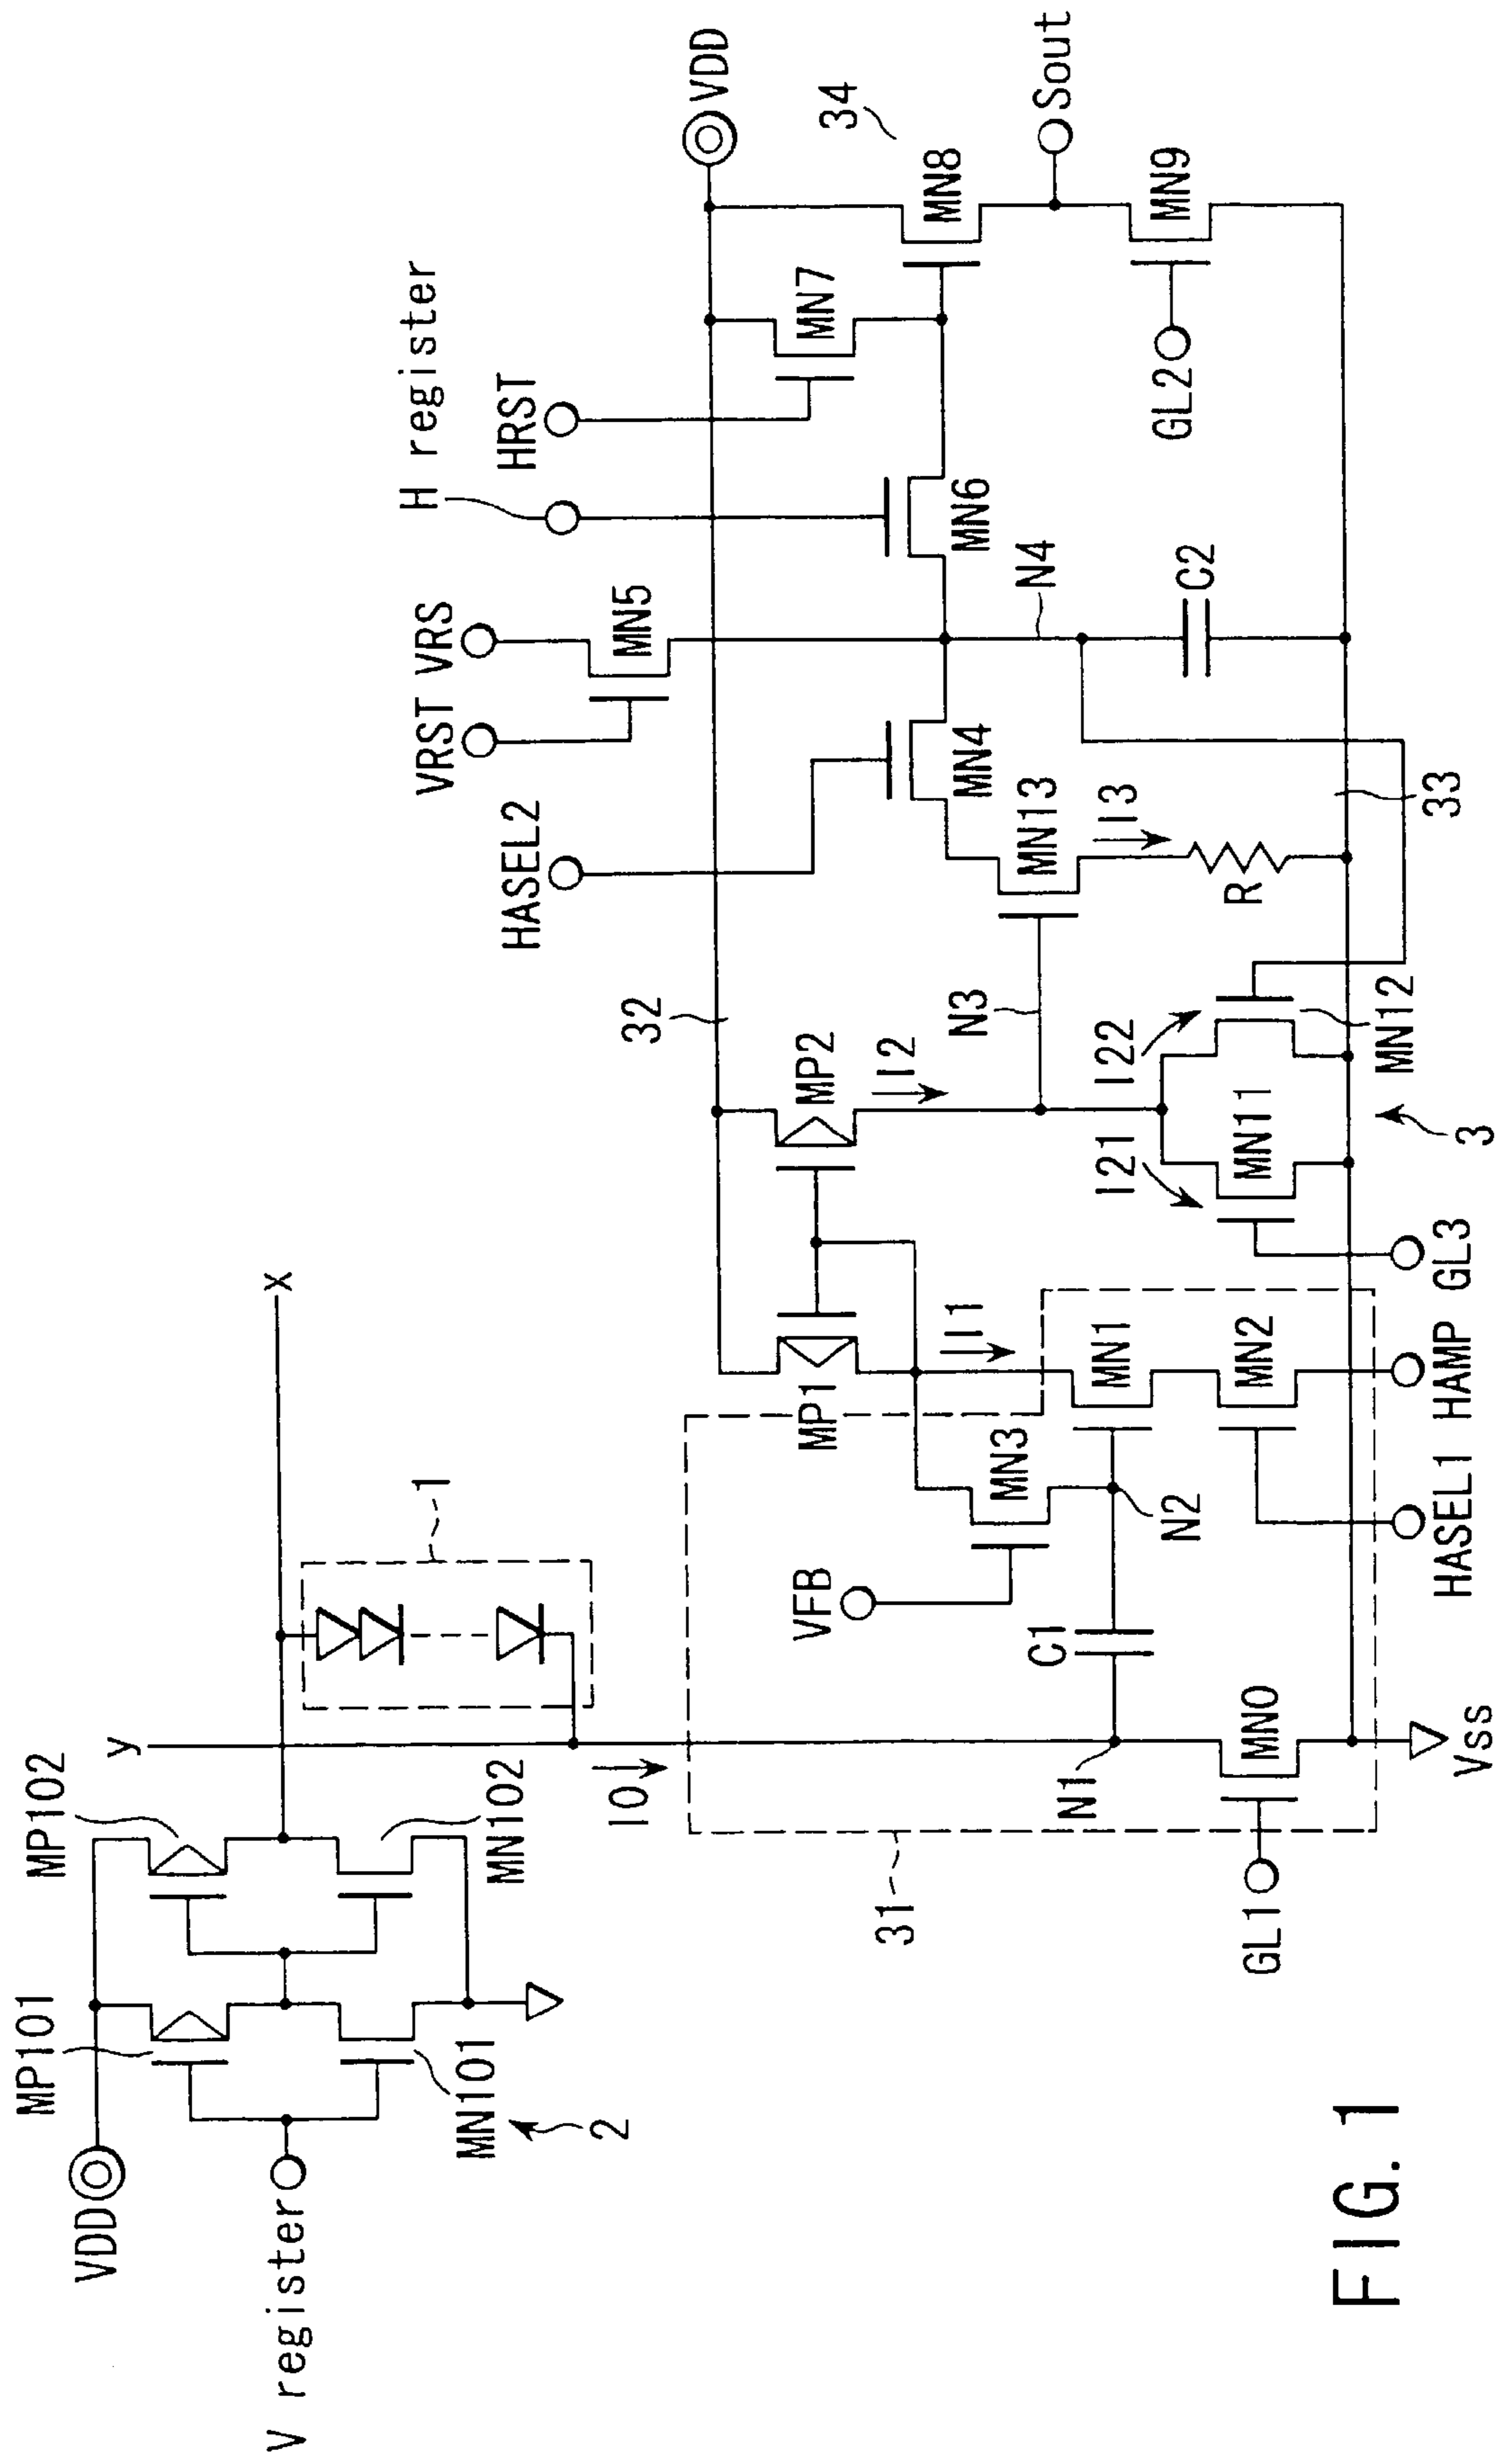 VDD
MP101
MP102
V register
MN101
MN102
2
y
x
1
I0
31
GL1
N1
MN0
Vss
C1
VFB
MN3
N2
MP1
I1
MN1
MN2
HASEL1
HAMP
GL3
32
MP2
I2
N3
I21
I22
MN11
MN12
3
HASEL2
VRST
VRS
MN5
MN4
MN13
I3
R
33
H register
HRST
MN6
MN7
N4
C2
VDD
34
MN8
Sout
MN9
GL2
FIG. 1